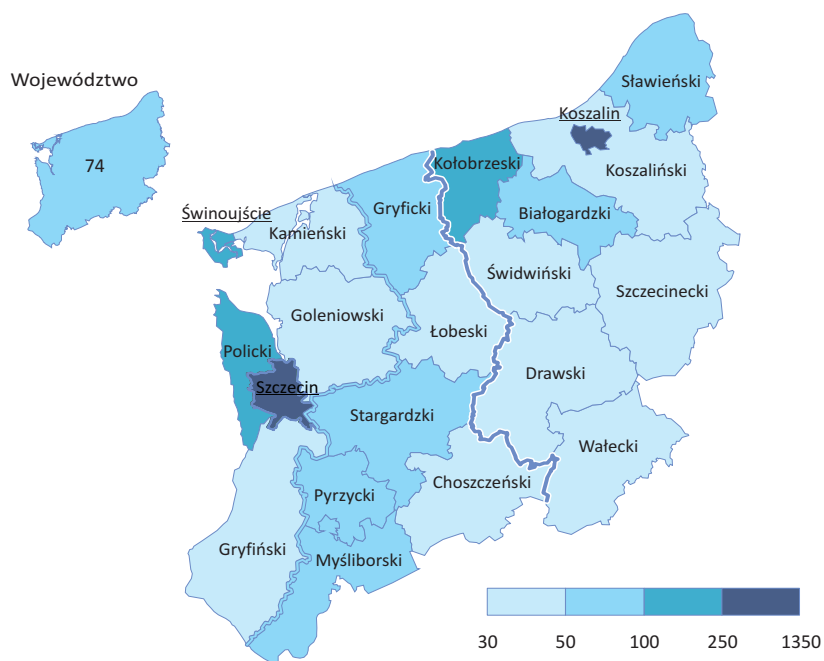 Województwo
74
Sławieński
Koszalin
Kołobrzeski
Koszaliński
Świnoujście
Gryficki
Białogardzki
Kamieński
Świdwiński
Szczecinecki
Goleniowski
Łobeski
Policki
Drawski
Szczecin
Stargardzki
Wałecki
Choszczeński
Pyrzycki
Gryfiński
Myśliborski
30 50 100 250 1350